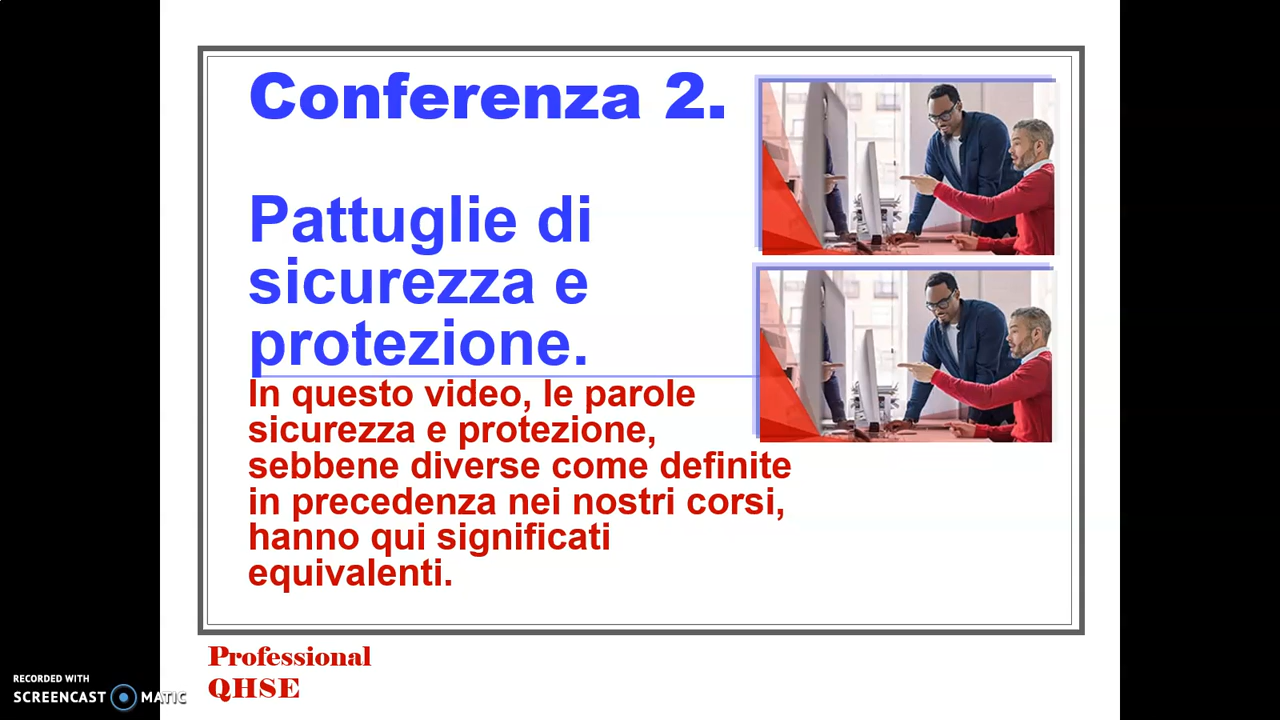 Conferenza 2.
Pattuglie di
sicurezza e
protezione.
In questo video, le parole
sicurezza e protezione,
sebbene diverse come definite
in precedenza nei nostri corsi,
hanno qui significati
equivalenti.
Professional
QHSE
RECORDED WITH
SCREENCAST MATIC